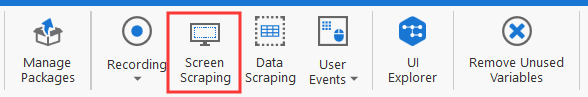 Manage
Packages
Recording
Screen
Scraping
Data
Scraping
User
Events
UI
Explorer
Remove Unused
Variables